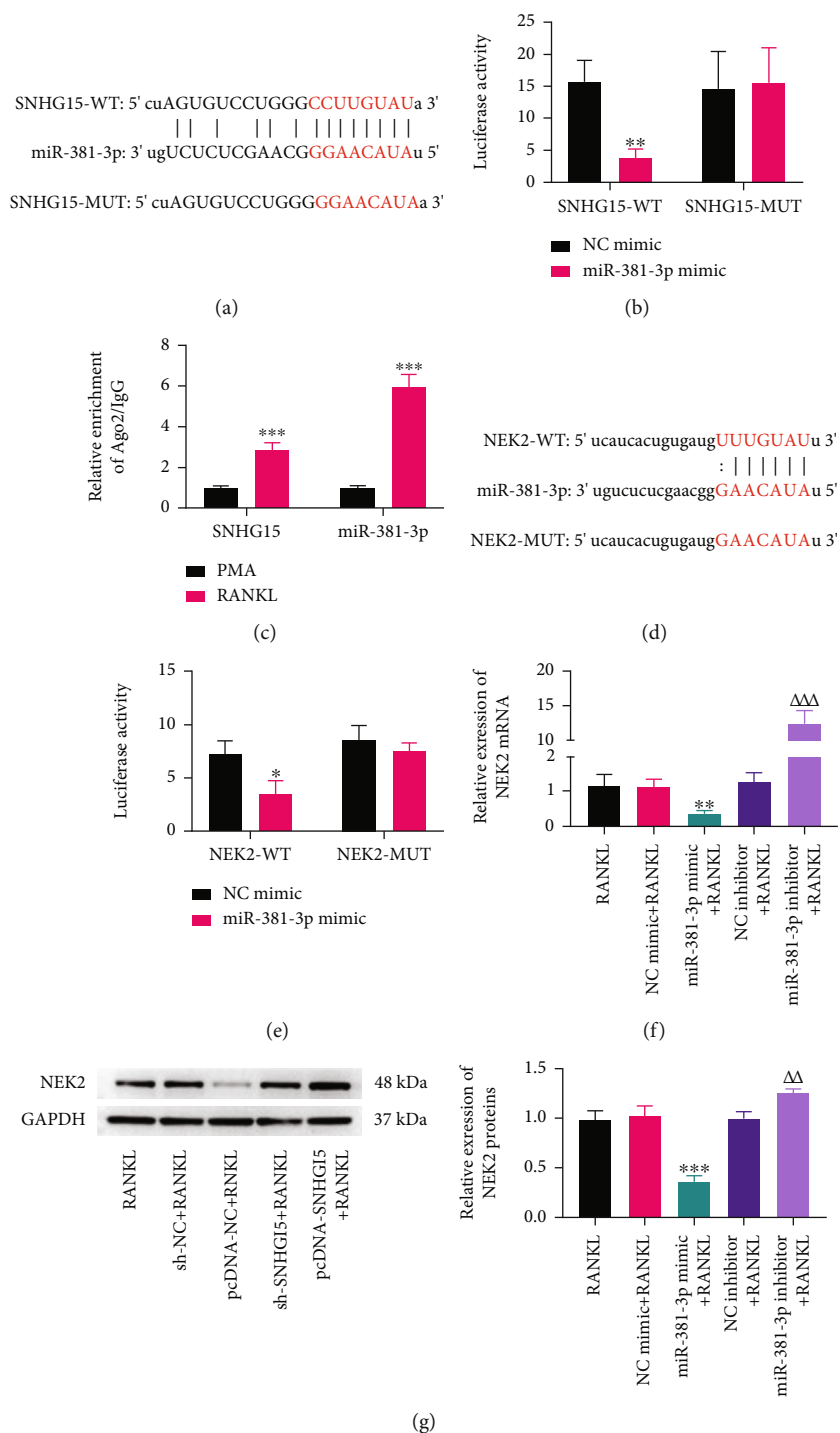 SNHG15-WT: 5' cuAGUGUCCUGGGCCUUGUAUa 3'
miR-381-3p: 3' ugUCUCUCGAACGGGAACAUAu 5'
SNHG15-MUT: 5' cuAGUGUCCUGGGGGAACAUAa 3'
(a)
Luciferase activity
25
20
15
10
5
0
**
SNHG15-WT
SNHG15-MUT
NC mimic
miR-381-3p mimic
(b)
Relative enrichment
of Ago2/IgG
8
6
4
2
0
***
***
SNHG15
miR-381-3p
PMA
RANKL
(c)
NEK2-WT: 5' ucaucacugugaugUUUGUAUu 3'
miR-381-3p: 3' ugucucucgaacggGAACAUAu 5'
NEK2-MUT: 5' ucaucacugugaugGAACAUAu 3'
(d)
Luciferase activity
15
10
5
0
*
NEK2-WT
NEK2-MUT
NC mimic
miR-381-3p mimic
(e)
Relative exression of
NEK2 mRNA
20
15
10
2
1
0
**
ΔΔΔ
RANKL
NC mimic+RANKL
miR-381-3p mimic
+RANKL
NC inhibitor
+RANKL
miR-381-3p inhibitor
+RANKL
(f)
NEK2
48 kDa
GAPDH
37 kDa
RANKL
sh-NC+RANKL
pcDNA-NC+RNKL
sh-SNHGI5+RANKL
pcDNA-SNHGI5
+RANKL
Relative exression of
NEK2 proteins
1.5
1.0
0.5
0.0
***
ΔΔ
RANKL
NC mimic+RANKL
miR-381-3p mimic
+RANKL
NC inhibitor
+RANKL
miR-381-3p inhibitor
+RANKL
(g)